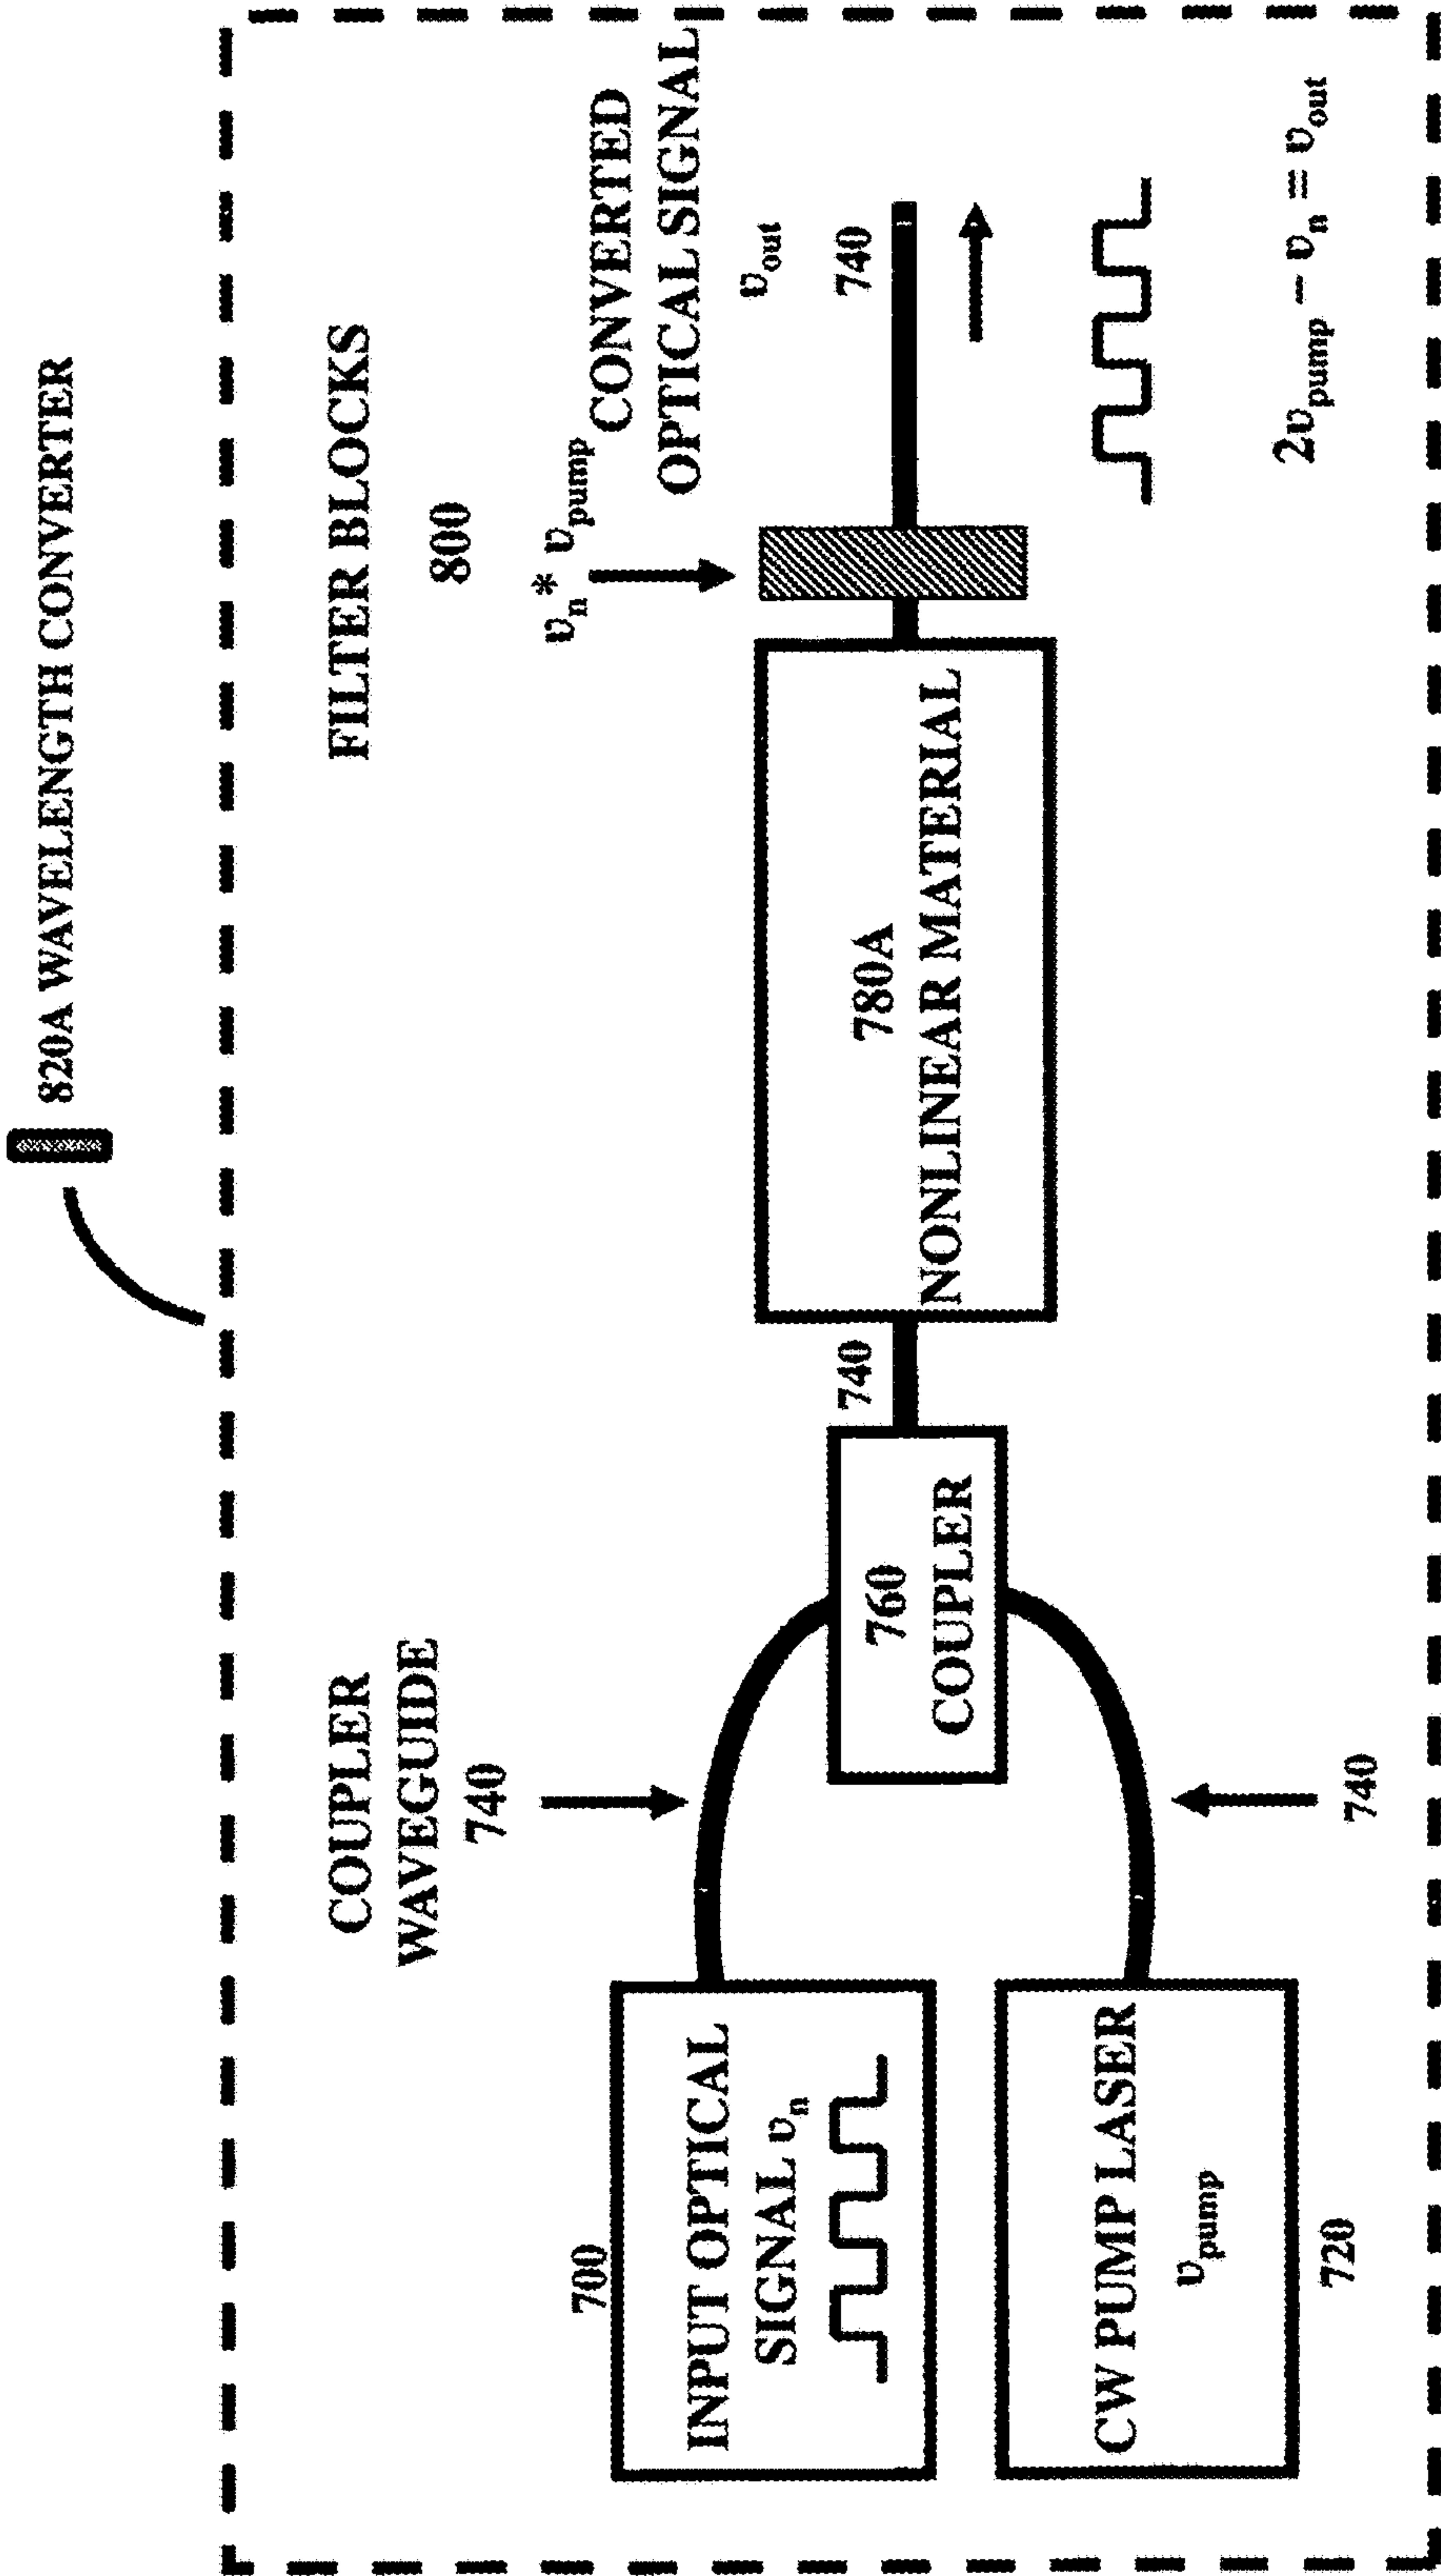 820A WAVELENGTH CONVERTER
COUPLER
WAVEGUIDE
740
FILTER BLOCKS
800
υn* υpump
CONVERTED
OPTICAL SIGNAL
υout
740
700
INPUT OPTICAL
SIGNAL υn
760
COUPLER
740
780A
NONLINEAR MATERIAL
CW PUMP LASER
υpump
720
740
2υpump − υn = υout